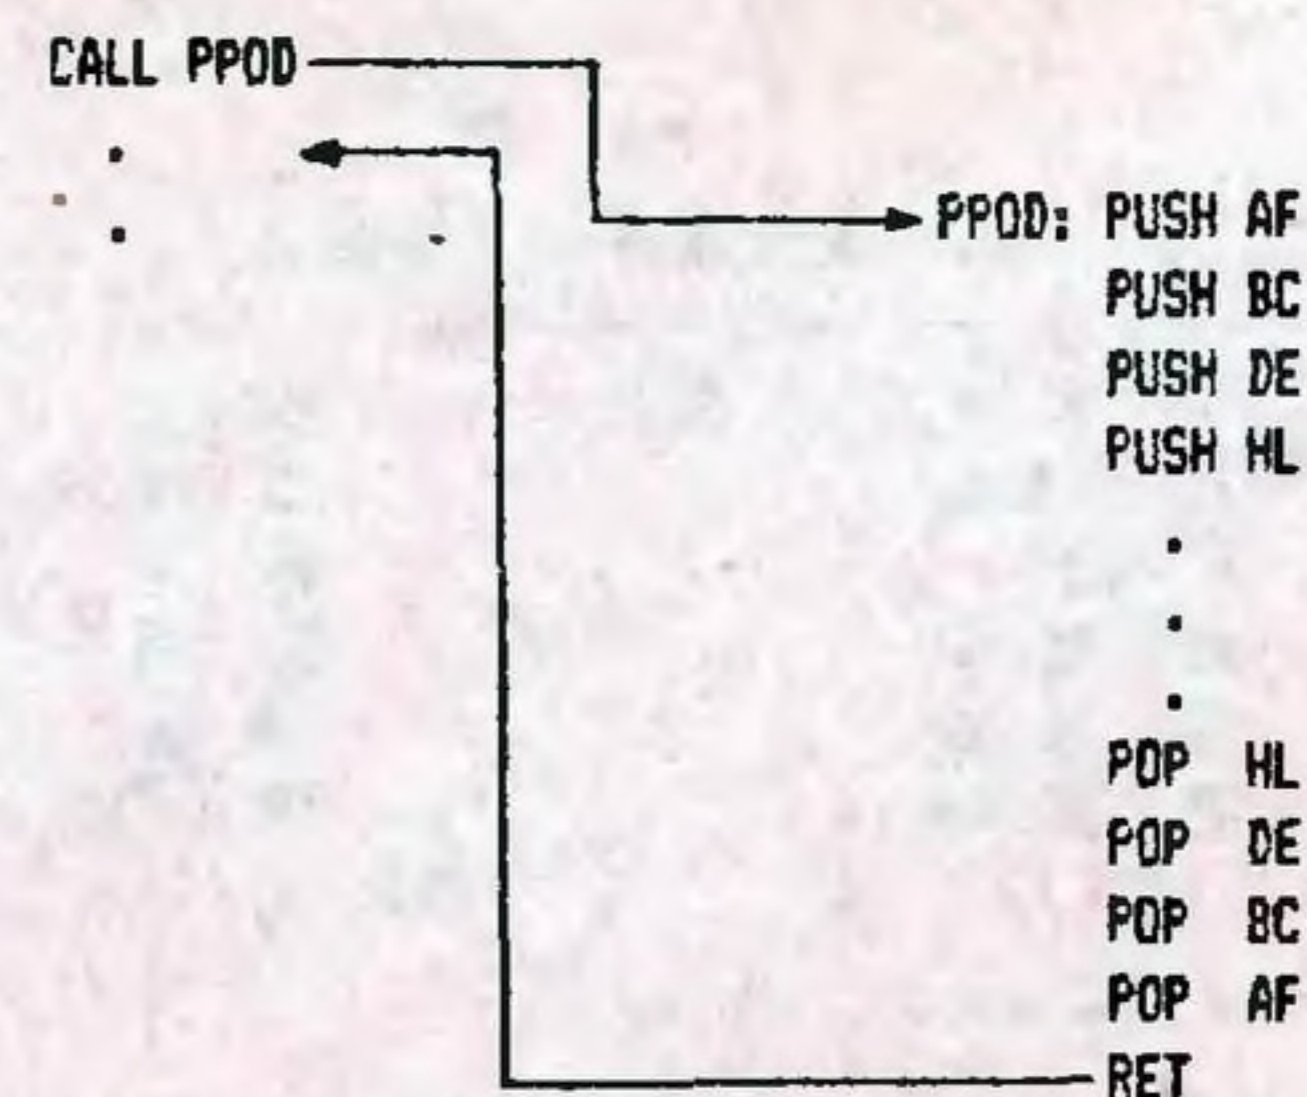 CALL PPOD
.
.
PPOD: PUSH AF
PUSH BC
PUSH DE
PUSH HL
.
.
.
POP HL
POP DE
POP BC
POP AF
RET